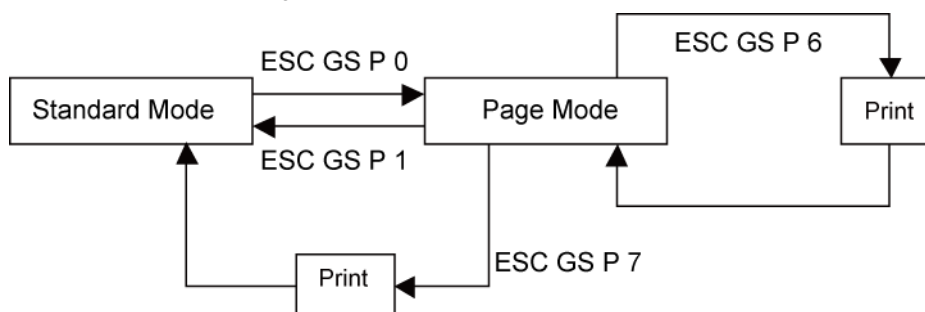 ESC GS P 6
ESC GS P 0
Standard Mode
Page Mode
Print
ESC GS P 1
ESC GS P 7
Print